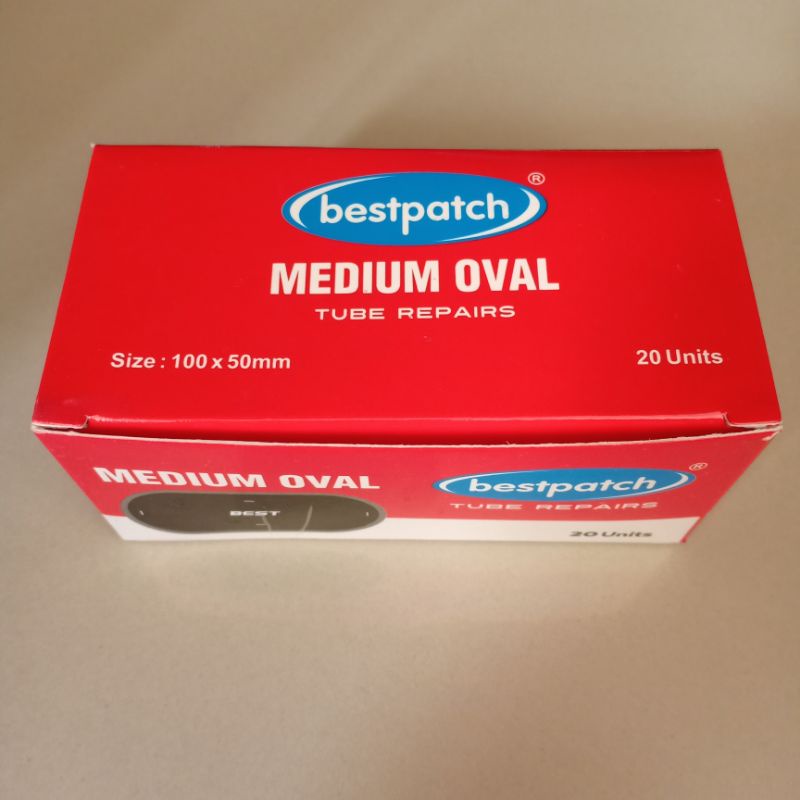 bestpatch ®
MEDIUM OVAL
TUBE REPAIRS
Size : 100 x 50mm
20 Units
MEDIUM OVAL
BEST
bestpatch ®
TUBE REPAIRS
20 Units